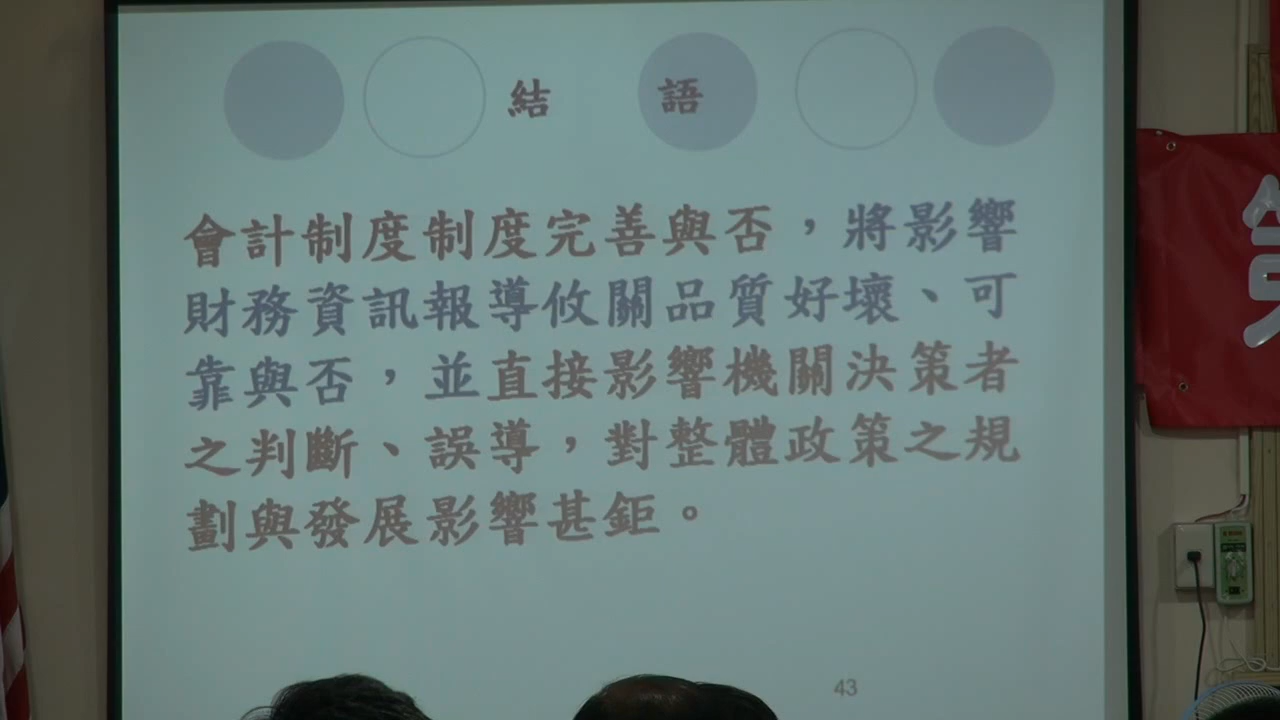 結 語
會計制度制度完善與否，將影響
財務資訊報導攸關品質好壞、可
靠與否，並直接影響機關決策者
之判斷、誤導，對整體政策之規
劃與發展影響甚鉅。
43